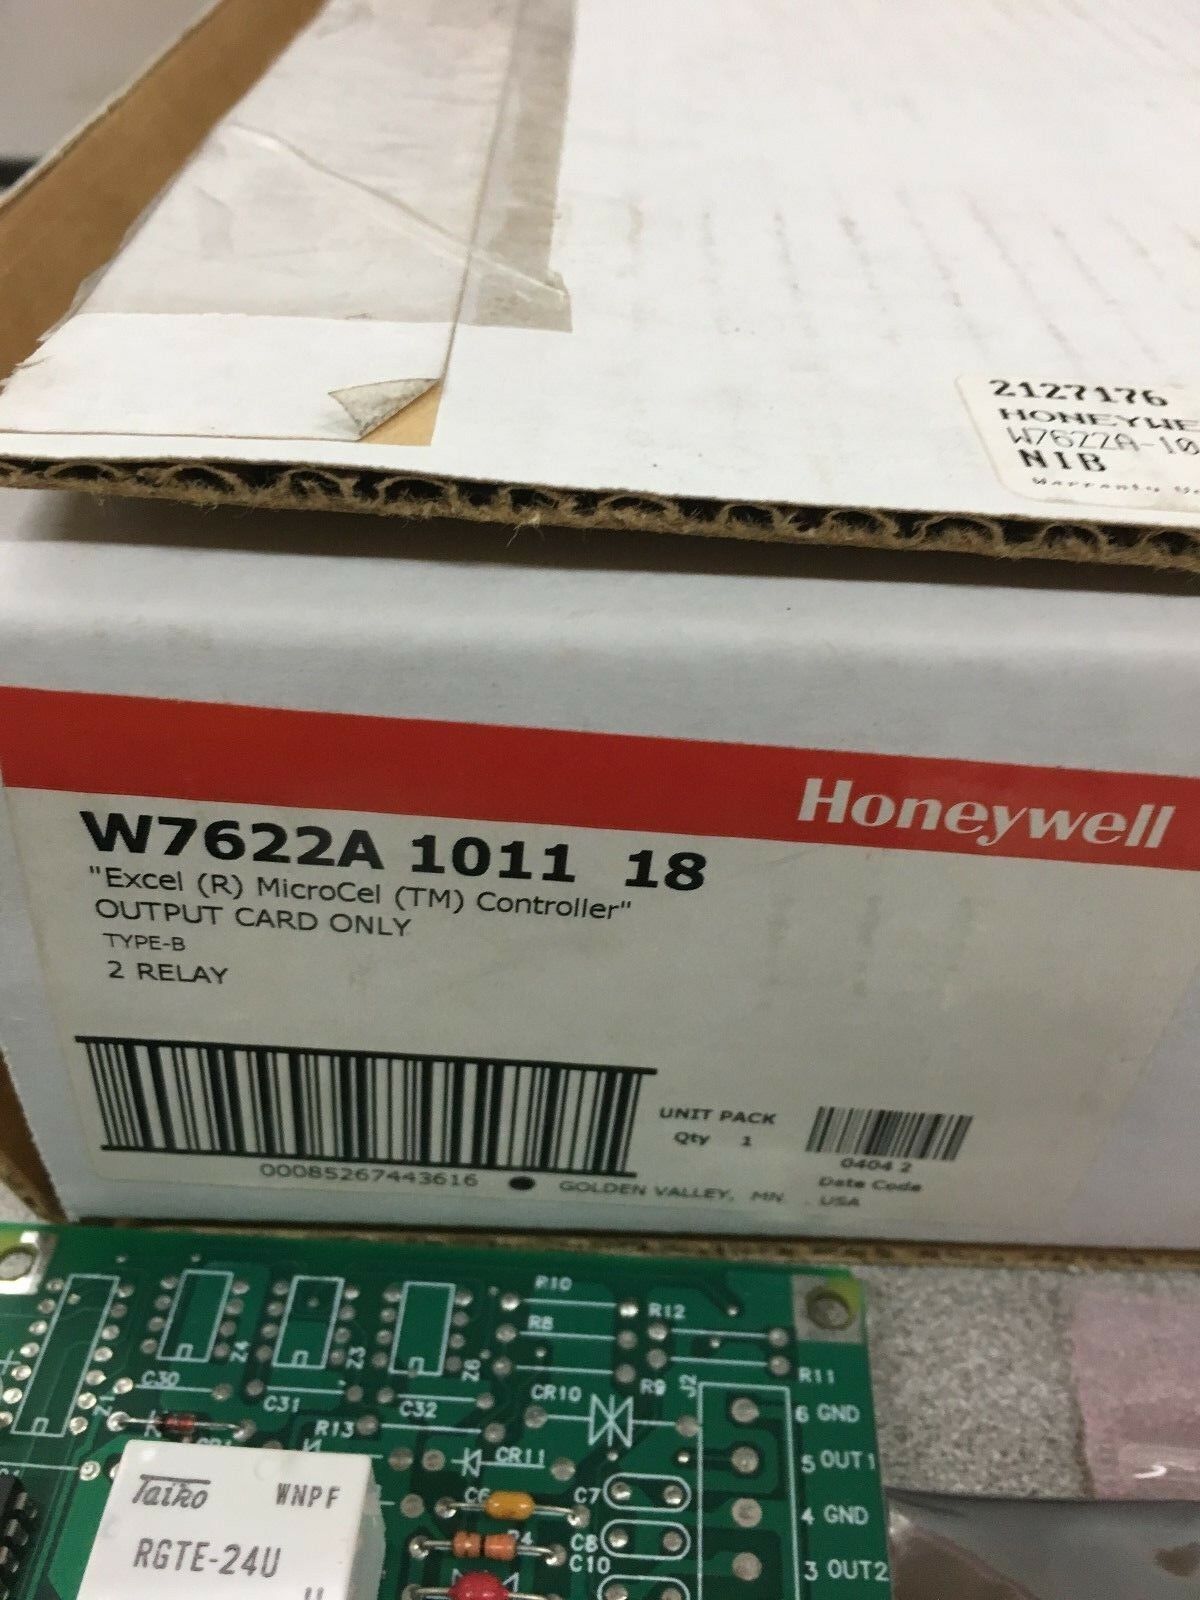 2127176
HONEYWE
W7622A-10
NIB
Warranty
Honeywell
W7622A 1011 18
"Excel (R) MicroCel (TM) Controller"
OUTPUT CARD ONLY
TYPE-B
2 RELAY
UNIT PACK
Qty 1
0404 2
Date Code
00085267443616
GOLDEN VALLEY, MN. . USA
R10
R12
R8
R11
R9
J2
Z4
Z3
Z6
C30
C31
C32
CR10
R13
CR11
6 GND
5 OUT1
4 GND
3 OUT2
C6
C7
C8
C10
Taiko WNPF
RGTE-24U